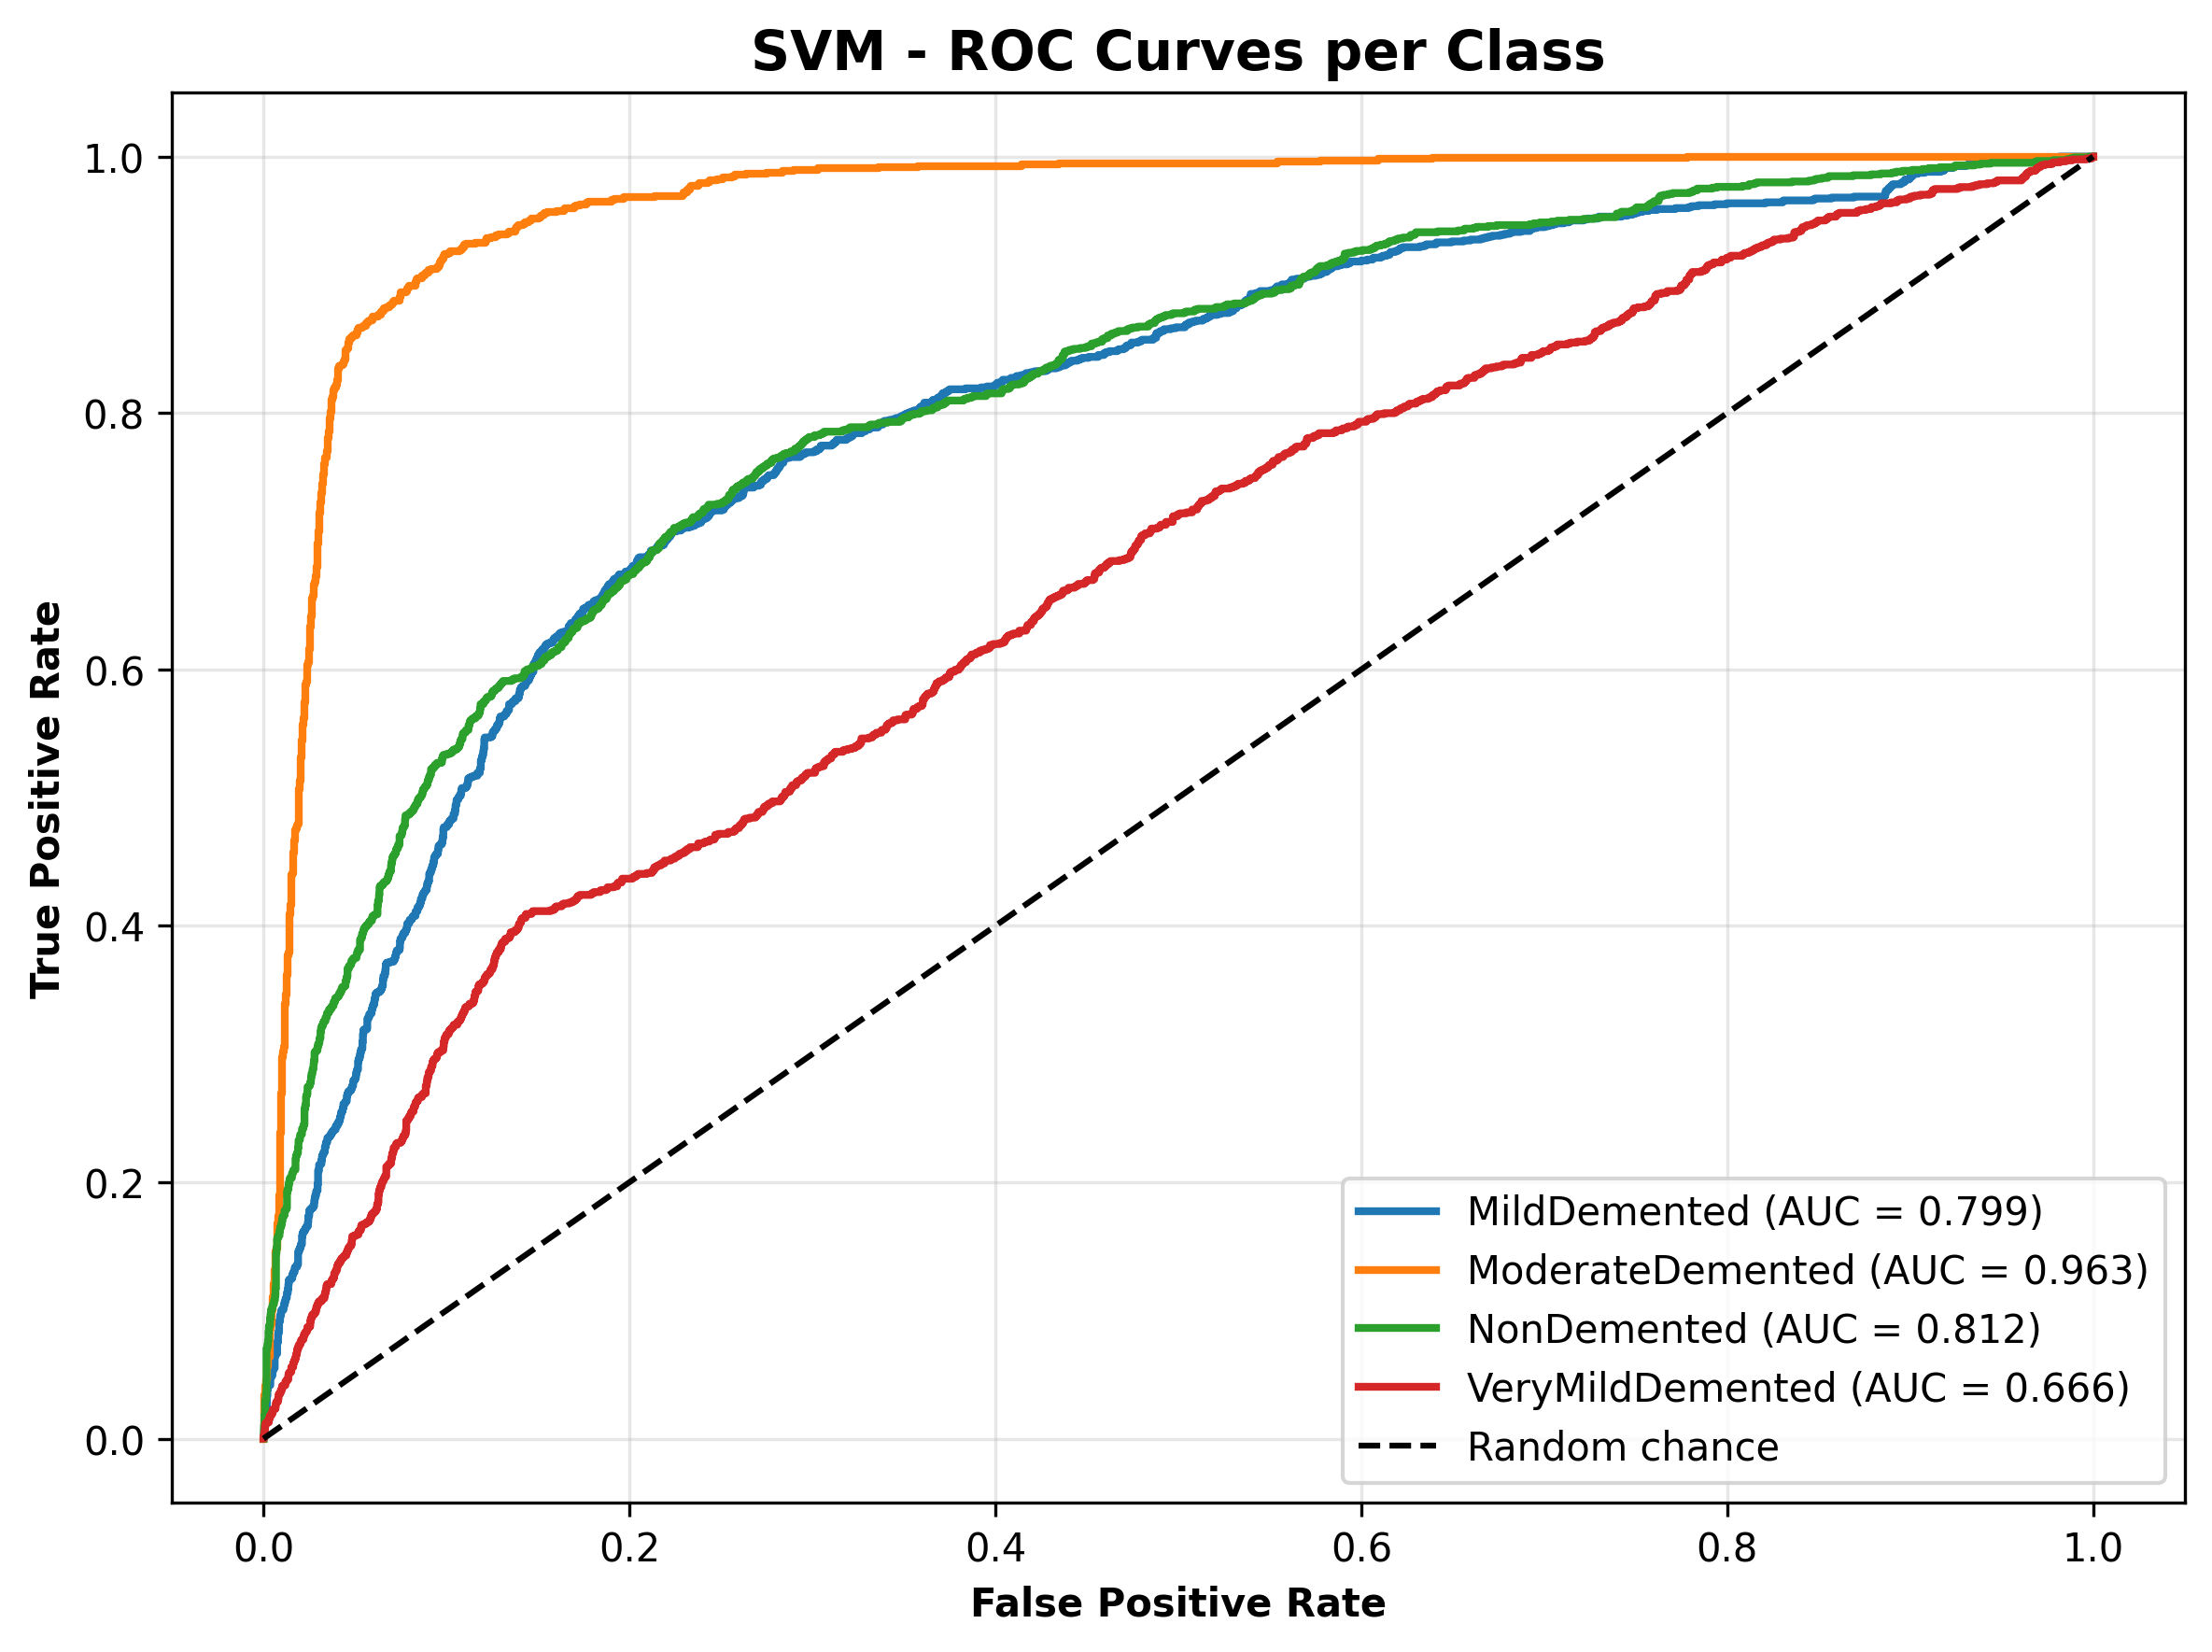 SVM - ROC Curves per Class
True Positive Rate
1.0
0.8
0.6
0.4
0.2
0.0
MildDemented (AUC = 0.799)
ModerateDemented (AUC = 0.963)
NonDemented (AUC = 0.812)
VeryMildDemented (AUC = 0.666)
Random chance
0.0 0.2 0.4 0.6 0.8 1.0
False Positive Rate